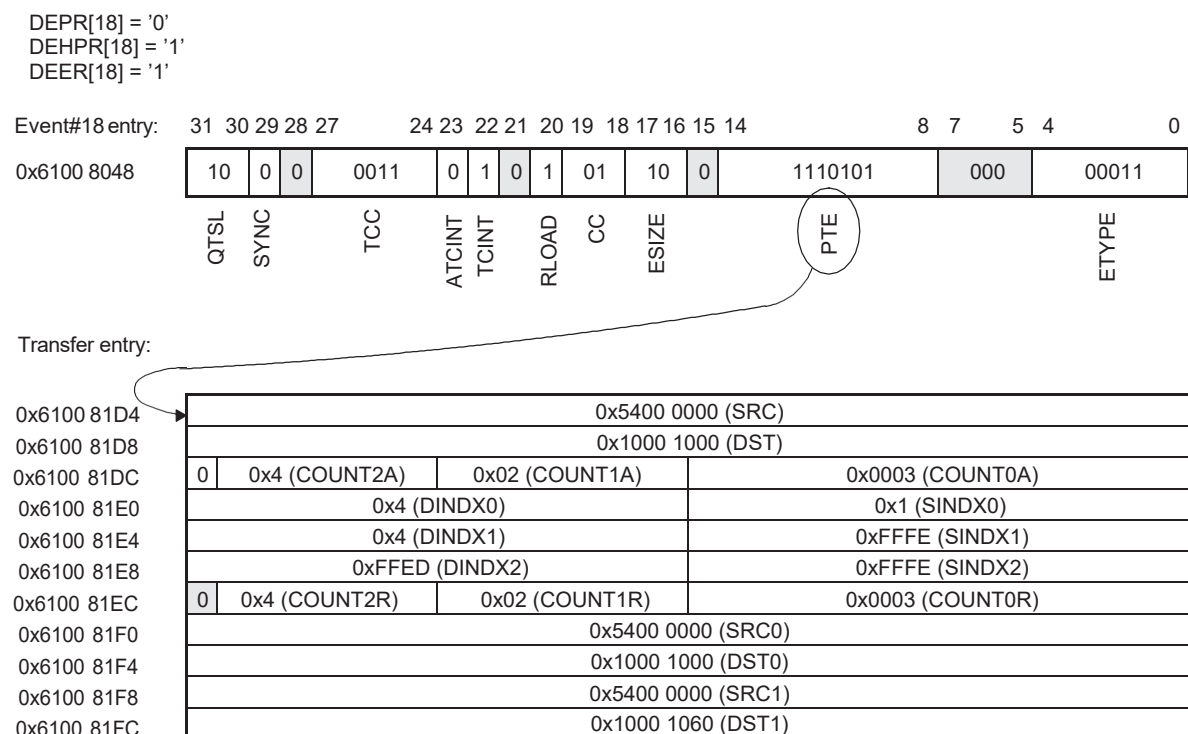 DEPR[18] = ’0’
DEHPR[18] = ’1’
DEER[18] = ’1’
Event#18 entry: 31 30 29 28 27 24 23 22 21 20 19 18 17 16 15 14 8 7 5 4 0
0x6100 8048 10 0 0 0011 0 1 0 1 01 10 0 1110101 000 00011
QTSL SYNC TCC ATCINT TCINT RLOAD CC ESIZE PTE ETYPE
Transfer entry:
0x6100 81D4 0x5400 0000 (SRC)
0x6100 81D8 0x1000 1000 (DST)
0x6100 81DC 0 0x4 (COUNT2A) 0x02 (COUNT1A) 0x0003 (COUNT0A)
0x6100 81E0 0x4 (DINDX0) 0x1 (SINDX0)
0x6100 81E4 0x4 (DINDX1) 0xFFFE (SINDX1)
0x6100 81E8 0xFFED (DINDX2) 0xFFFE (SINDX2)
0x6100 81EC 0 0x4 (COUNT2R) 0x02 (COUNT1R) 0x0003 (COUNT0R)
0x6100 81F0 0x5400 0000 (SRC0)
0x6100 81F4 0x1000 1000 (DST0)
0x6100 81F8 0x5400 0000 (SRC1)
0x6100 81FC 0x1000 1060 (DST1)